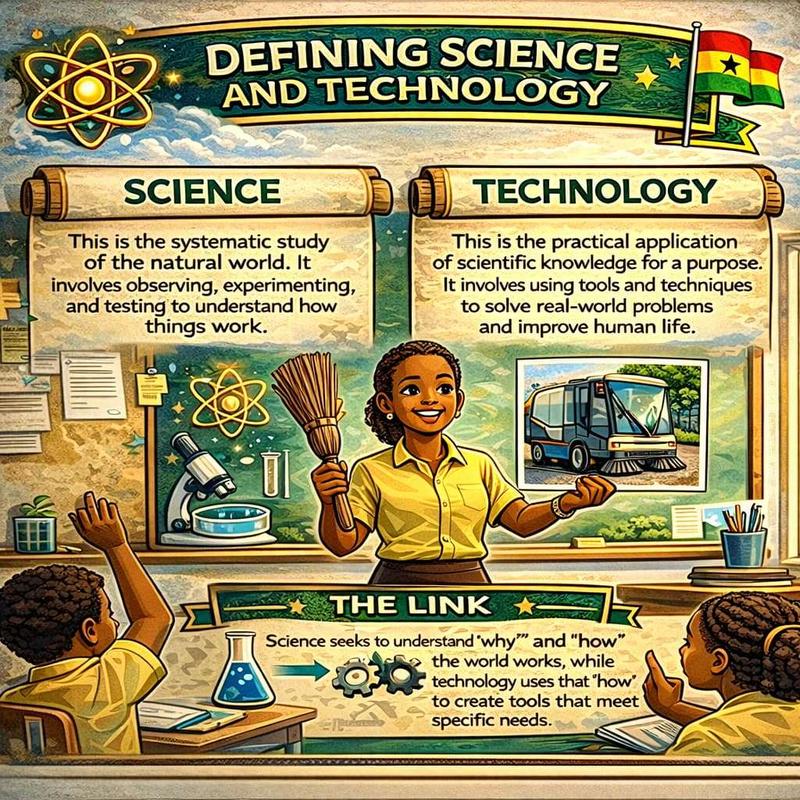 DEFINING SCIENCE
AND TECHNOLOGY
SCIENCE
This is the systematic study
of the natural world. It
involves observing, experimenting,
and testing to understand how
things work.
TECHNOLOGY
This is the practical application
of scientific knowledge for a purpose.
It involves using tools and techniques
to solve real-world problems
and improve human life.
THE LINK
Science seeks to understand "why"" and "how"
the world works, while
technology uses that "how"
to create tools that meet
specific needs.